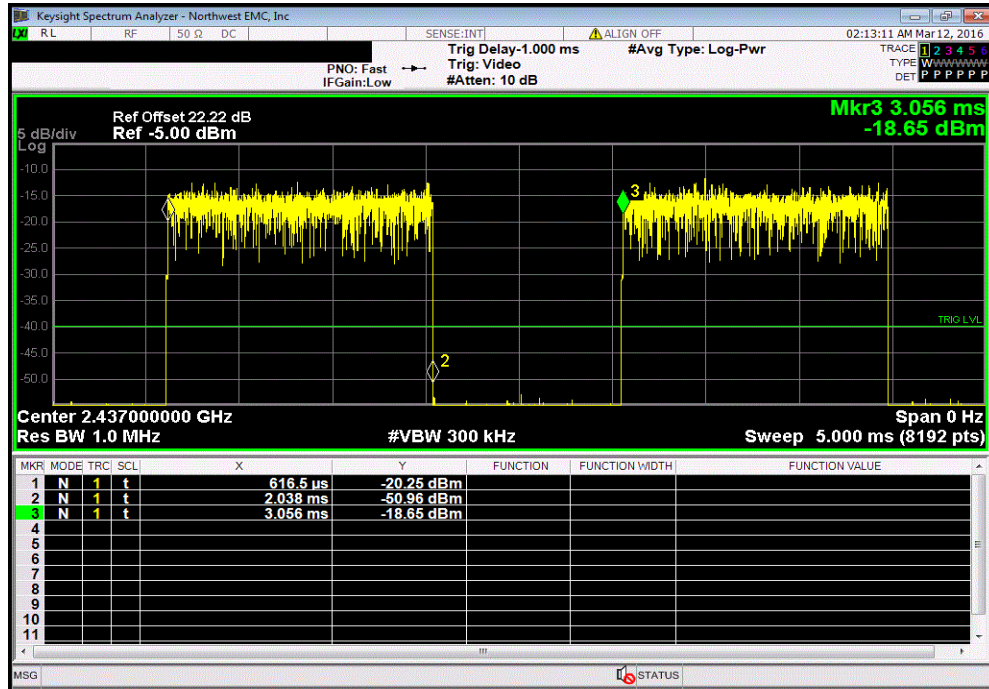 Keysight Spectrum Analyzer - Northwest EMC, Inc
LXI RL RF 50 Ω DC SENSE:INT ALIGN OFF 02:13:11 AM Mar 12, 2016
Trig Delay-1.000 ms #Avg Type: Log-Pwr TRACE 1 2 3 4 5 6
PNO: Fast Trig: Video TYPE WWWWWW
IFGain:Low #Atten: 10 dB DET P P P P P P
Mkr3 3.056 ms
-18.65 dBm
Ref Offset 22.22 dB
5 dB/div Ref -5.00 dBm
Log
-10.0
-15.0
3
-20.0
-25.0
-30.0
-35.0
TRIG LVL
-40.0
-45.0
2
-50.0
Center 2.437000000 GHz Span 0 Hz
Res BW 1.0 MHz #VBW 300 kHz Sweep 5.000 ms (8192 pts)
MKR MODE TRC SCL X Y FUNCTION FUNCTION WIDTH FUNCTION VALUE
1 N 1 t 616.5 µs -20.25 dBm
2 N 1 t 2.038 ms -50.96 dBm
3 N 1 t 3.056 ms -18.65 dBm
4
5
6
7
8
9
10
11
MSG STATUS